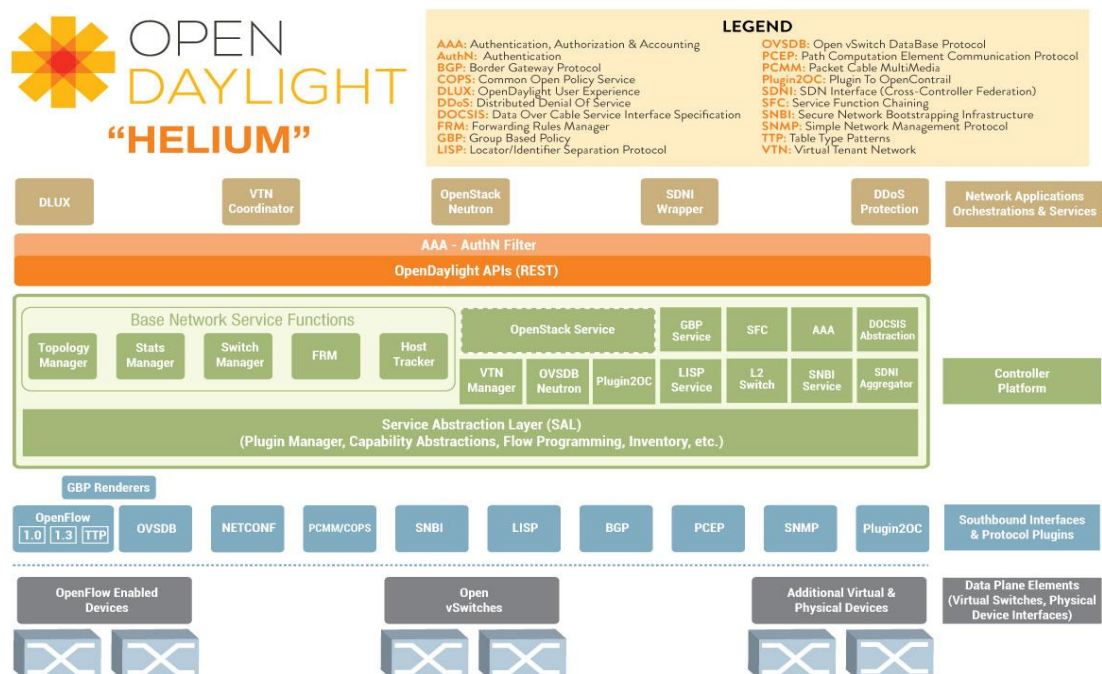 OPEN
DAYLIGHT
“HELIUM”
LEGEND
AAA: Authentication, Authorization & Accounting
AuthN: Authentication
BGP: Border Gateway Protocol
COPS: Common Open Policy Service
DLUX: OpenDaylight User Experience
DDoS: Distributed Denial Of Service
DOCSIS: Data Over Cable Service Interface Specification
FRM: Forwarding Rules Manager
GBP: Group Based Policy
LISP: Locator/Identifier Separation Protocol
OVSDB: Open vSwitch DataBase Protocol
PCEP: Path Computation Element Communication Protocol
PCMM: Packet Cable MultiMedia
Plugin2OC: Plugin To OpenContrail
SDNI: SDN Interface (Cross-Controller Federation)
SFC: Service Function Chaining
SNBI: Secure Network Bootstrapping Infrastructure
SNMP: Simple Network Management Protocol
TTP: Table Type Patterns
VTN: Virtual Tenant Network
DLUX
VTN
Coordinator
OpenStack
Neutron
SDNI
Wrapper
DDoS
Protection
Network Applications
Orchestrations & Services
AAA - AuthN Filter
OpenDaylight APIs (REST)
Base Network Service Functions
Topology
Manager
Stats
Manager
Switch
Manager
FRM
Host
Tracker
OpenStack Service
GBP
Service
SFC
AAA
DOCSIS
Abstraction
VTN
Manager
OVSDB
Neutron
Plugin2OC
LISP
Service
L2
Switch
SNBI
Service
SDNI
Aggregator
Controller
Platform
Service Abstraction Layer (SAL)
(Plugin Manager, Capability Abstractions, Flow Programming, Inventory, etc.)
GBP Renderers
OpenFlow
1.0 1.3 TTP
OVSDB
NETCONF
PCMM/COPS
SNBI
LISP
BGP
PCEP
SNMP
Plugin2OC
Southbound Interfaces
& Protocol Plugins
OpenFlow Enabled
Devices
Open
vSwitches
Additional Virtual &
Physical Devices
Data Plane Elements
(Virtual Switches, Physical
Device Interfaces)